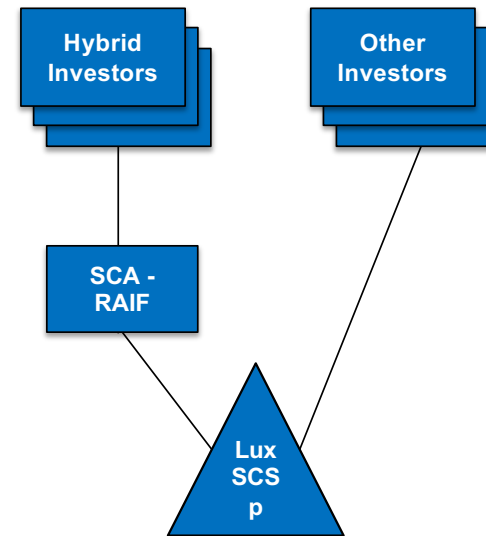 Hybrid
Investors
Other
Investors
SCA -
RAIF
Lux
SCS
p